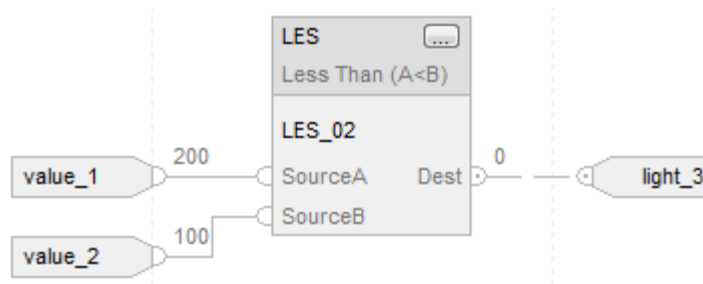 LES ...
Less Than (A<B)
LES_02
200
0
value_1
SourceA
Dest
light_3
SourceB
100
value_2